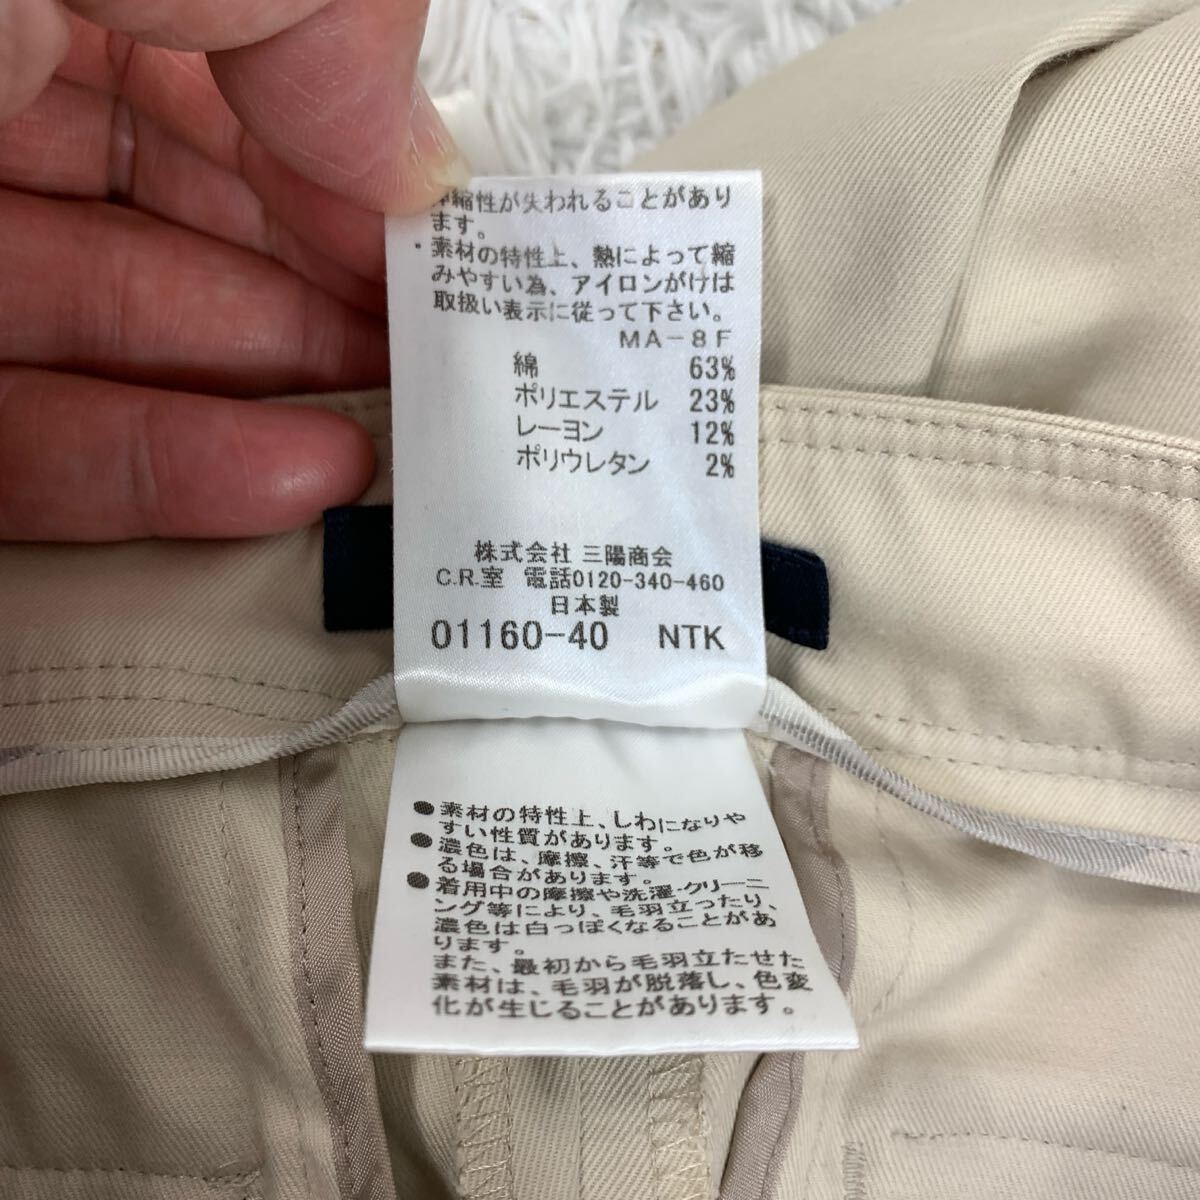 伸縮性が失われることがあり
ます。
・素材の特性上、熱によって縮
みやすい為、アイロンがけは
取扱い表示に従って下さい。
MA-8F
綿 63%
ポリエステル 23%
レーヨン 12%
ポリウレタン 2%
株式会社 三陽商会
C.R.室 電話0120-340-460
日本製
01160-40 NTK
●素材の特性上、しわになりや
すい性質があります。
●濃色は、摩擦、汗等で色が移
る場合があります。
●着用中の摩擦や洗濯・クリーニ
ング等により、毛羽立ったり、
濃色は白っぽくなることがあ
ります。
また、最初から毛羽立たせた
素材は、毛羽が脱落し、色変
化が生じることがあります。